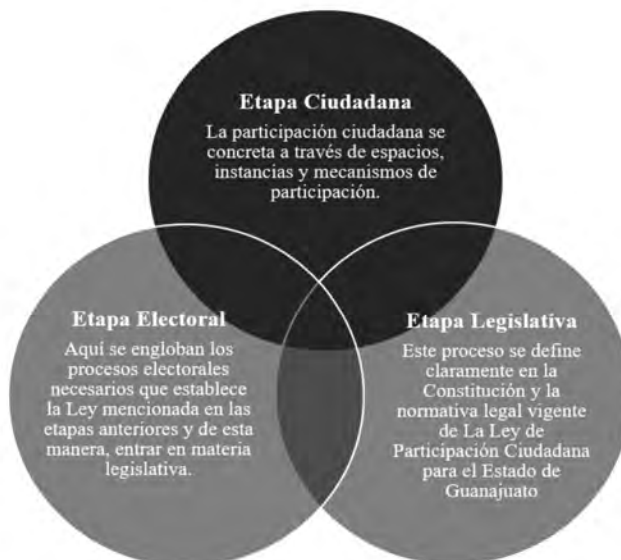 Etapa Ciudadana
La participación ciudadana se
concreta a través de espacios,
instancias y mecanismos de
participación.
Etapa Electoral
Aquí se engloban los
procesos electorales
necesarios que establece
la Ley mencionada en las
etapas anteriores y de esta
manera, entrar en materia
legislativa.
Etapa Legislativa
Este proceso se define
claramente en la
Constitución y la
normativa legal vigente
de La Ley de
Participación Ciudadana
para el Estado de
Guanajuato